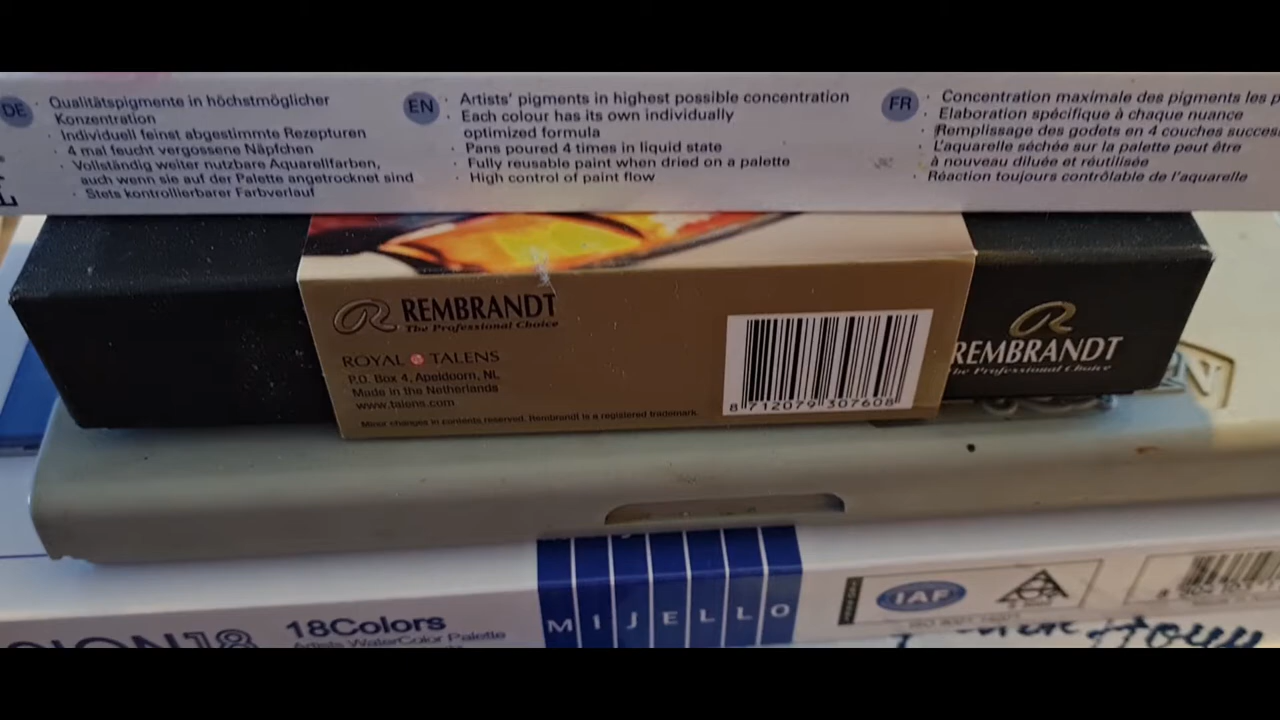 DE
· Qualitätspigmente in höchstmöglicher
Konzentration
· Individuell feinst abgestimmte Rezepturen
· 4 mal feucht vergossene Näpfchen
· Vollständig weiter nutzbare Aquarellfarben,
auch wenn sie auf der Palette angetrocknet sind
· Stets kontrollierbarer Farbverlauf
EN
· Artists' pigments in highest possible concentration
· Each colour has its own individually
optimized formula
· Pans poured 4 times in liquid state
· Fully reusable paint when dried on a palette
· High control of paint flow
FR
· Concentration maximale des pigments les
· Elaboration spécifique à chaque nuance
· Remplissage des godets en 4 couches
· L'aquarelle séchée sur la palette peut être
à nouveau diluée et réutilisée
· Réaction toujours contrôlable de l'aquarelle
REMBRANDT
The Professional Choice
ROYAL TALENS
P.O. Box 4, Apeldoorn, NL
Made in the Netherlands
www.talens.com
Minor changes in contents reserved. Rembrandt is a registered trademark.
8 712079 307608
REMBRANDT
The Professional Choice
18Colors
Artists WaterColor Palette
MIJELLO
IAF